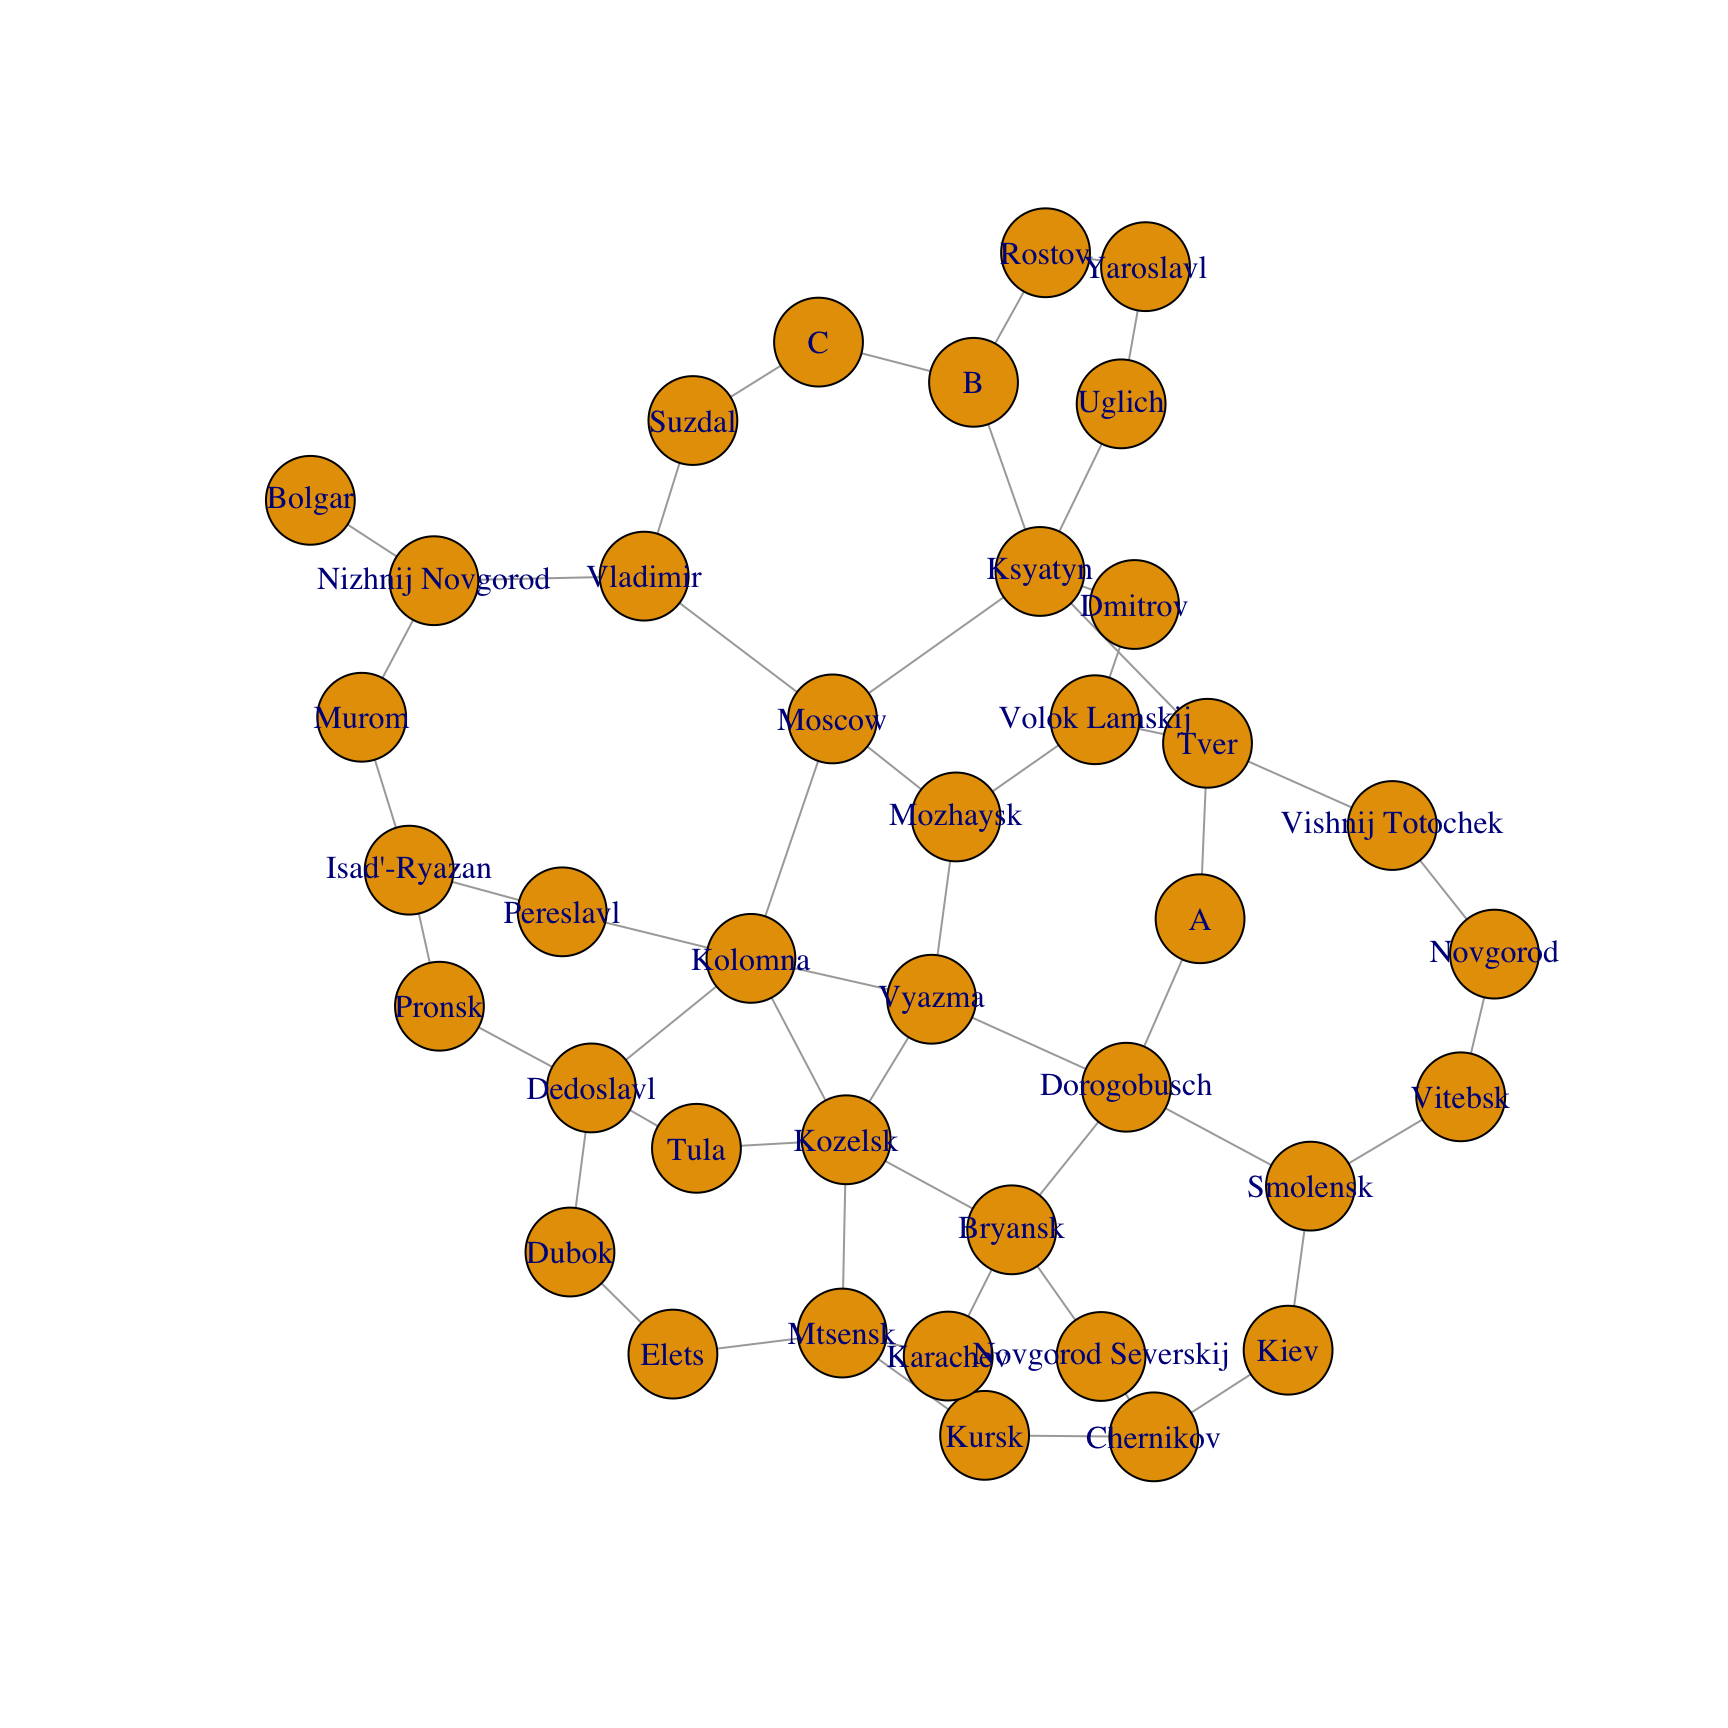 Rostov
Yaroslavl
C
B
Uglich
Suzdal
Bolgar
Nizhnij Novgorod
Vladimir
Ksyatyn
Dmitrov
Murom
Moscow
Volok Lamskij
Tver
Mozhaysk
Vishnij Totochek
Isad'-Ryazan
Pereslavl
A
Kolomna
Novgorod
Pronsk
Vyazma
Dedoslavl
Dorogobusch
Vitebsk
Tula
Kozelsk
Smolensk
Dubok
Bryansk
Elets
Mtsensk
Karachev
Novgorod Severskij
Kiev
Kursk
Chernikov